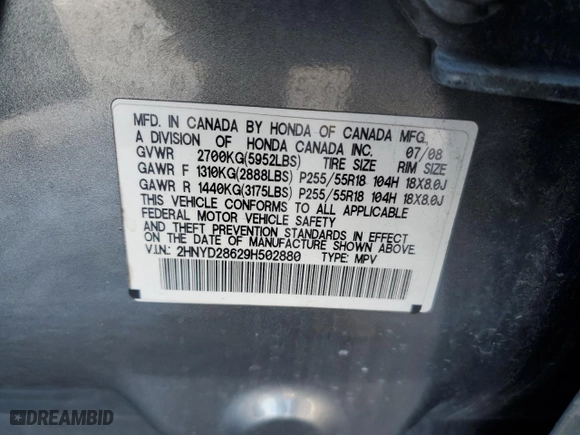 MFD. IN CANADA BY HONDA OF CANADA MFG.,
A DIVISION OF HONDA CANADA INC. 07/08
GVWR 2700KG(5952LBS) TIRE SIZE RIM SIZE
GAWR F 1310KG(2888LBS) P255/55R18 104H 18X8.0J
GAWR R 1440KG(3175LBS) P255/55R18 104H 18X8.0J
THIS VEHICLE CONFORMS TO ALL APPLICABLE
FEDERAL MOTOR VEHICLE SAFETY
AND THEFT PREVENTION STANDARDS IN EFFECT
ON THE DATE OF MANUFACTURE SHOWN ABOVE.
V.I.N.: 2HNYD28629H502880 TYPE: MPV
DREAMBID